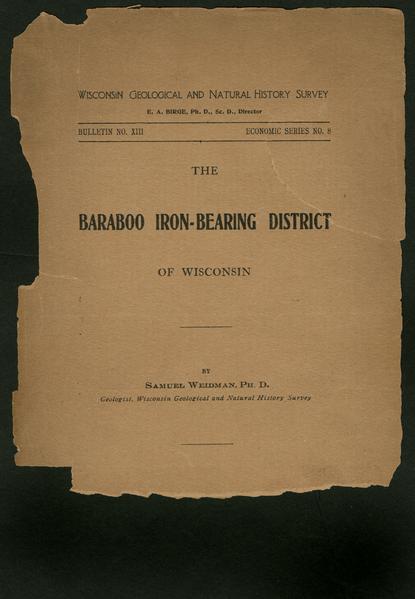 WISCONSIN GEOLOGICAL AND NATURAL HISTORY SURVEY
E. A. BIRGE, Ph. D., Sc. D., Director
BULLETIN NO. XIII ECONOMIC SERIES NO. 8
THE
BARABOO IRON-BEARING DISTRICT
OF WISCONSIN
BY
SAMUEL WEIDMAN, PH. D.
Geologist, Wisconsin Geological and Natural History Survey